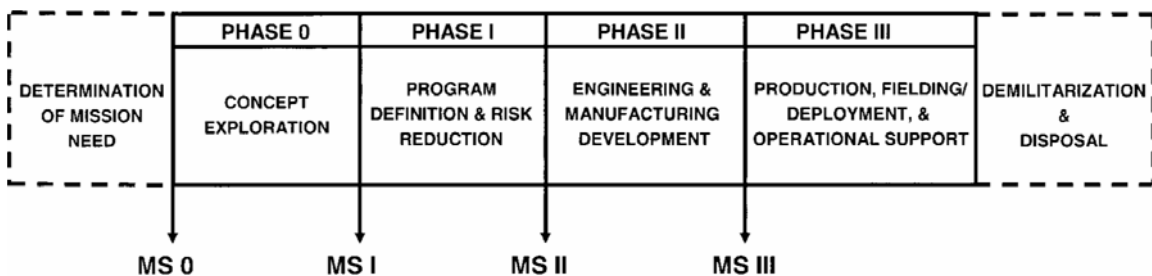 PHASE 0
PHASE I
PHASE II
PHASE III
DETERMINATION
OF MISSION
NEED
CONCEPT
EXPLORATION
PROGRAM
DEFINITION & RISK
REDUCTION
ENGINEERING &
MANUFACTURING
DEVELOPMENT
PRODUCTION, FIELDING/
DEPLOYMENT, &
OPERATIONAL SUPPORT
DEMILITARIZATION
&
DISPOSAL
MS 0
MS I
MS II
MS III